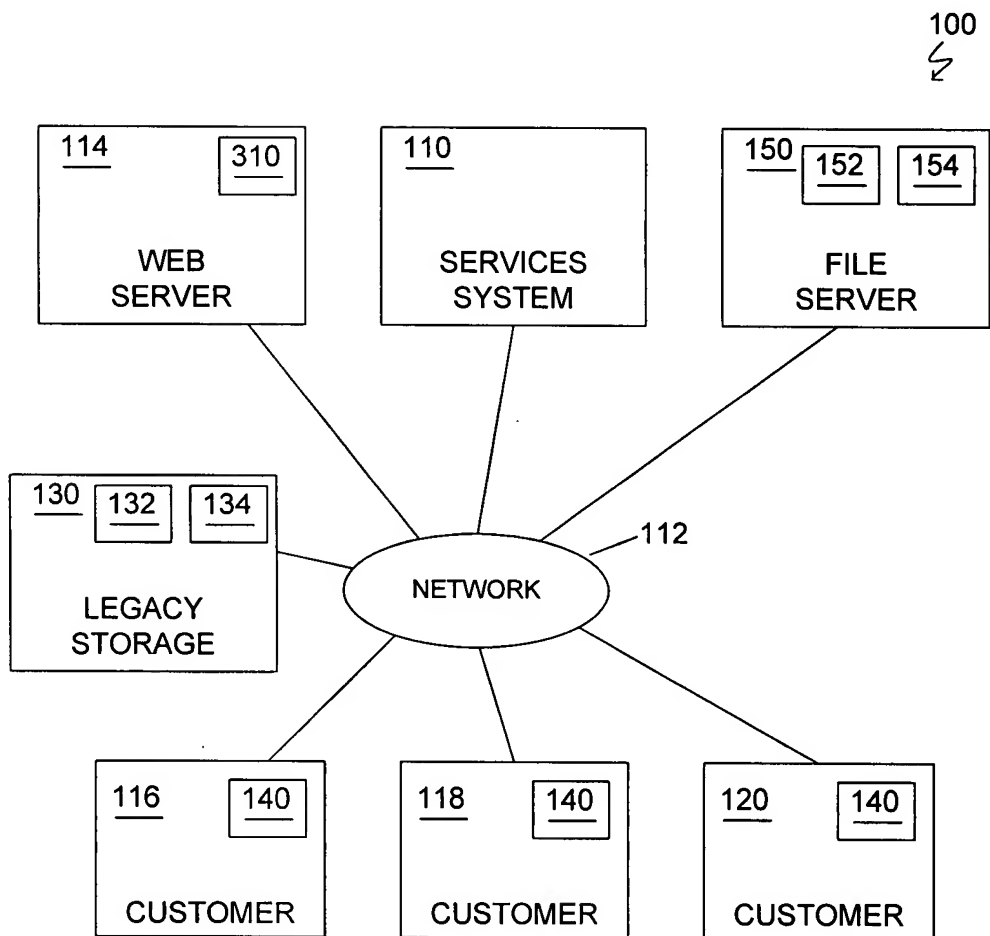 100
114
310
WEB
SERVER
110
SERVICES
SYSTEM
150
152
154
FILE
SERVER
130
132
134
LEGACY
STORAGE
NETWORK
112
116
140
CUSTOMER
118
140
CUSTOMER
120
140
CUSTOMER